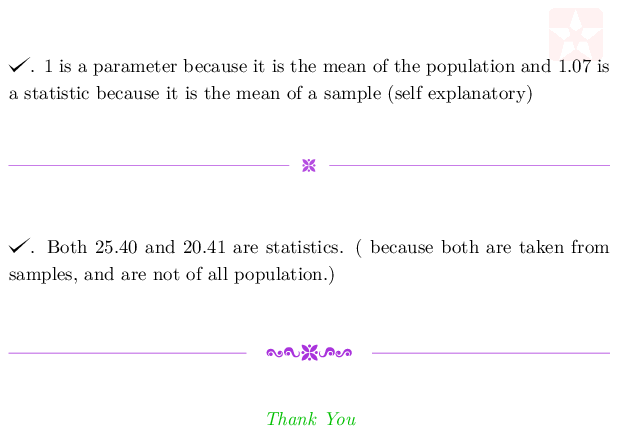 ✓. 1 is a parameter because it is the mean of the population and 1.07 is
a statistic because it is the mean of a sample (self explanatory)
✓. Both 25.40 and 20.41 are statistics. ( because both are taken from
samples, and are not of all population.)
Thank You